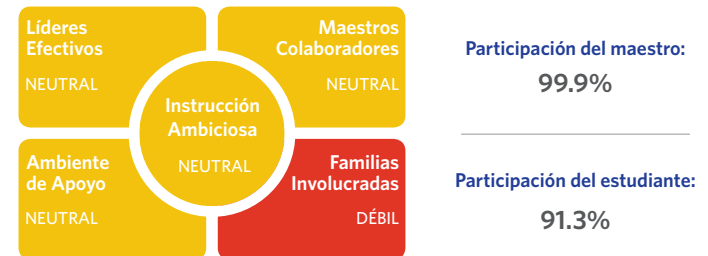 Líderes
Efectivos
NEUTRAL
Maestros
Colaboradores
NEUTRAL
Instrucción
Ambiciosa
NEUTRAL
Ambiente
de Apoyo
NEUTRAL
Familias
Involucradas
DÉBIL
Participación del maestro:
99.9%
Participación del estudiante:
91.3%